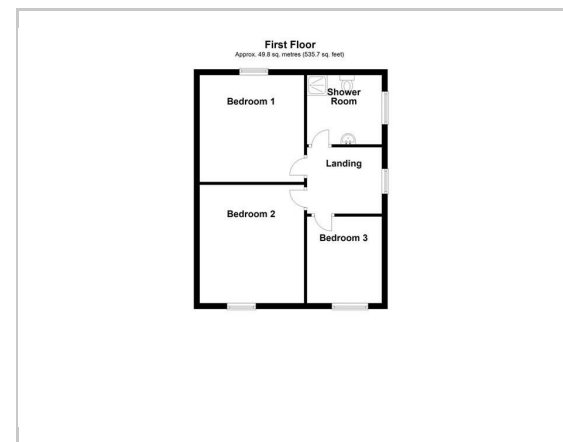 First Floor
Approx. 49.8 sq. metres (535.7 sq. feet)
Bedroom 1
Shower
Room
Landing
Bedroom 2
Bedroom 3